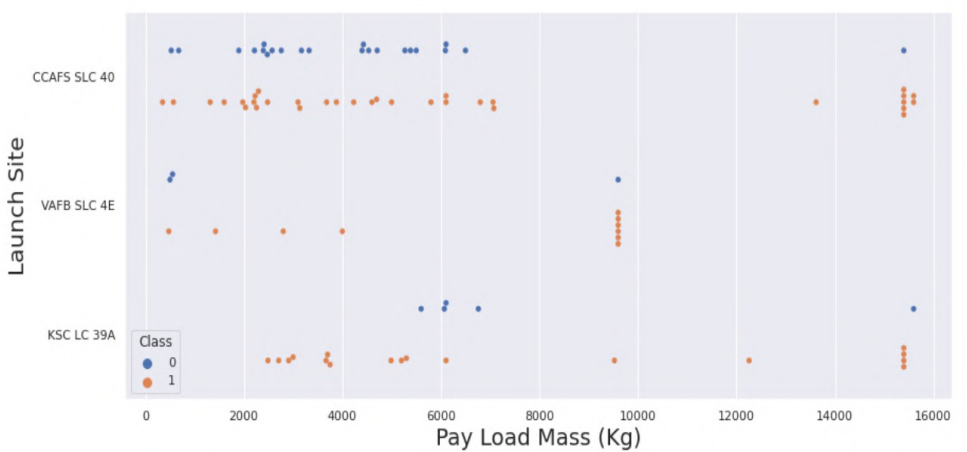 Launch Site
CCAFS SLC 40
VAFB SLC 4E
KSC LC 39A
Class
0
1
0 2000 4000 6000 8000 10000 12000 14000 16000
Pay Load Mass (Kg)